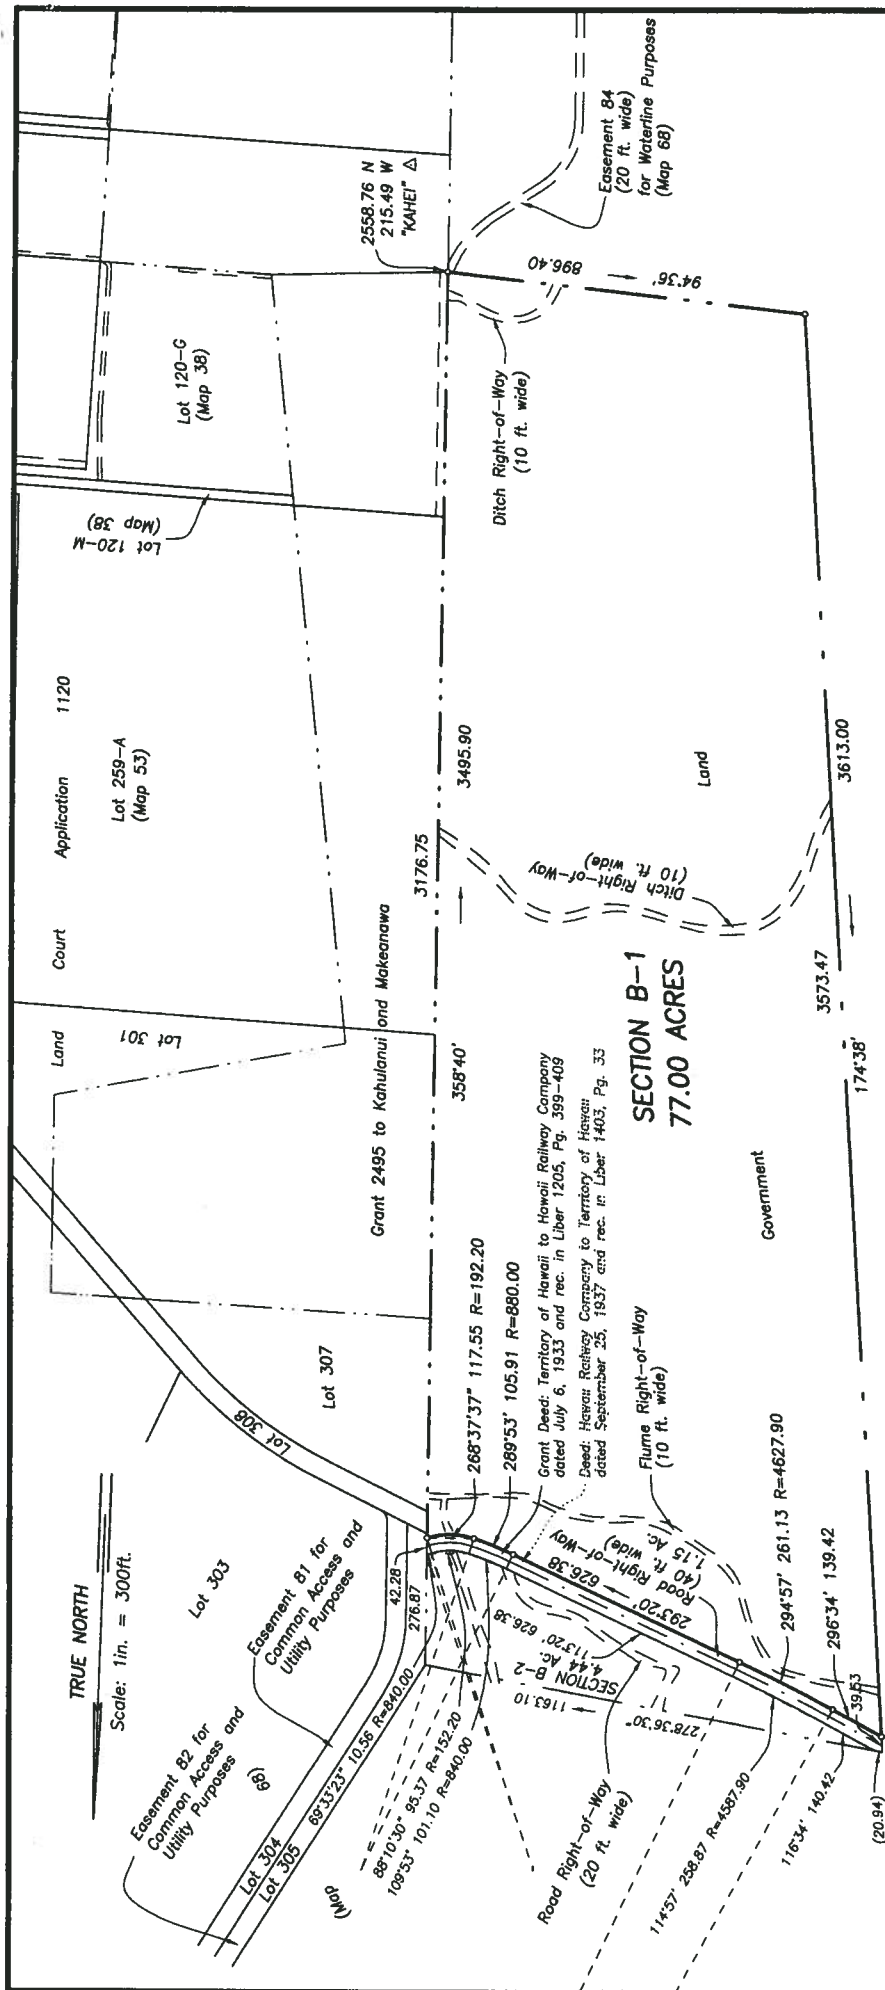 TRUE NORTH
Scale: 1in. = 300ft.
Easement 82 for
Common Access and
Utility Purposes
Easement 81 for
Common Access and
Utility Purposes
(Map
68)
Lot 303
Lot 304
Lot 305
Lot 307
Lot 308
Lot 301
Land Court Application 1120
Lot 259-A
(Map 53)
Lot 120-M
(Map 38)
Lot 120-G
(Map 38)
2558.76 N
215.49 W
"KAHEI" △
Easement 84
(20 ft. wide)
for Waterline Purposes
(Map 68)
896.40
94°36'
Ditch Right-of-Way
(10 ft. wide)
Grant 2495 to Kahulanui and Makeanawa
3176.75
358°40'
3495.90
42.28
276.87
69°33'23" 10.56 R=840.00
88°10'30" 95.37 R=152.20
109°53' 101.10 R=840.00
268°37'37" 117.55 R=192.20
289°53' 105.91 R=880.00
Grant Deed: Territory of Hawaii to Hawaii Railway Company
dated July 6, 1933 and rec. in Liber 1205, Pg. 399-409
Deed: Hawaii Railway Company to Territory of Hawaii
dated September 25, 1937 and rec. in Liber 1403, Pg. 33
Flume Right-of-Way
(10 ft. wide)
Ditch Right-of-Way
(10 ft. wide)
SECTION B-1
77.00 ACRES
Government Land
626.38
293°20'
Road Right-of-Way
(40 ft. wide)
1.15 Ac.
113°20' 626.38
SECTION B-2
4.44 Ac.
1163.10
278°36'30"
Road Right-of-Way
(20 ft. wide)
114°57' 258.87 R=4587.90
116°34' 140.42
(20.94)
294°57' 261.13 R=4627.90
296°34' 139.42
39.53
3573.47
174°38'
3613.00